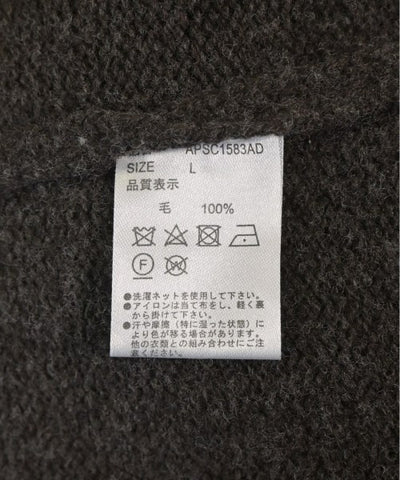 APSC1583AD
SIZE L
品質表示
毛 100%
F W
●洗濯ネットを使用して下さい。
●アイロンは当て布をし、軽く裏
から掛けて下さい。
●汗や摩擦（特に湿った状態）に
より色が移る場合があります。
他の衣類との組み合わせにご注
意ください。